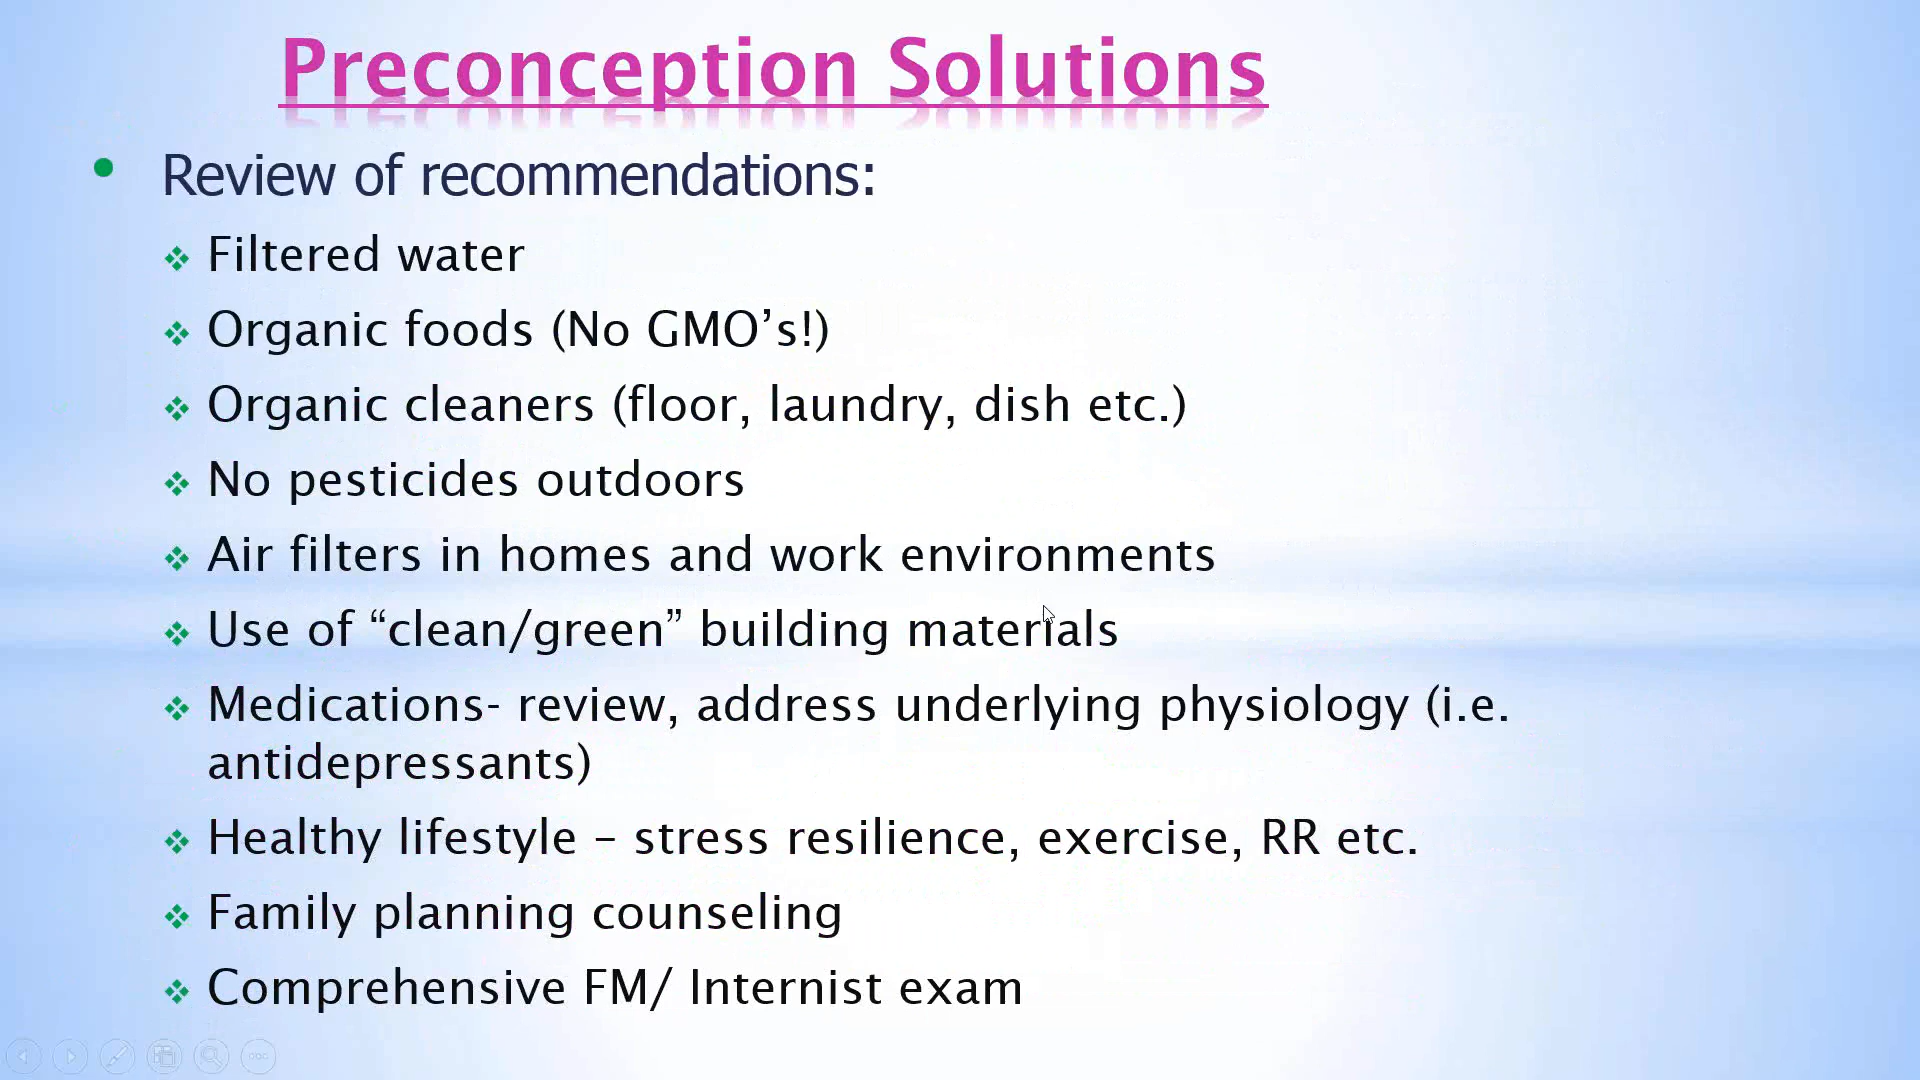 Preconception Solutions
Review of recommendations:
Filtered water
Organic foods (No GMO’s!)
Organic cleaners (floor, laundry, dish etc.)
No pesticides outdoors
Air filters in homes and work environments
Use of “clean/green” building materials
Medications- review, address underlying physiology (i.e.
antidepressants)
Healthy lifestyle – stress resilience, exercise, RR etc.
Family planning counseling
Comprehensive FM/ Internist exam